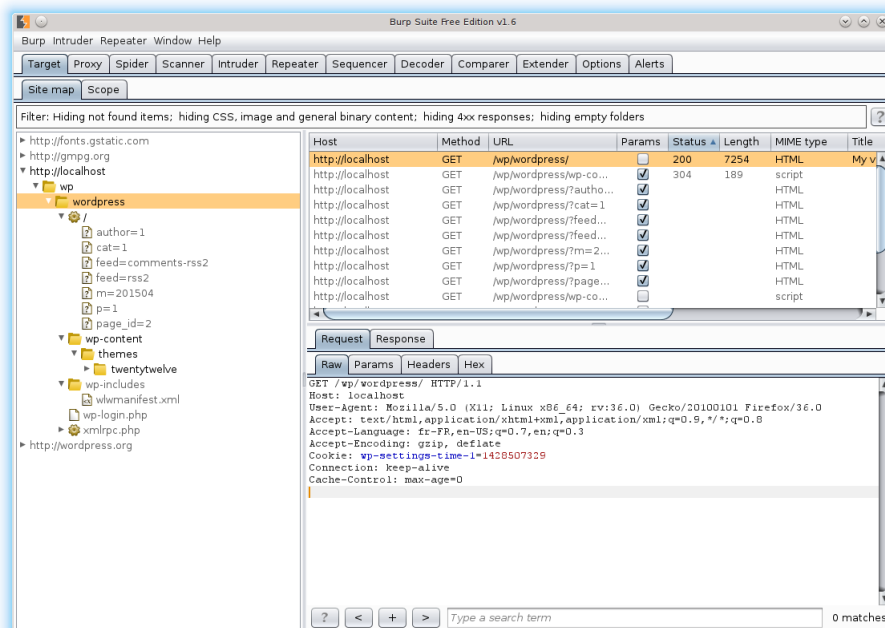 Burp Suite Free Edition v1.6
Burp Intruder Repeater Window Help
Target Proxy Spider Scanner Intruder Repeater Sequencer Decoder Comparer Extender Options Alerts
Site map Scope
Filter: Hiding not found items; hiding CSS, image and general binary content; hiding 4xx responses; hiding empty folders ?
http://fonts.gstatic.com
http://gmpg.org
http://localhost
wp
wordpress
/
author=1
cat=1
feed=comments-rss2
feed=rss2
m=201504
p=1
page_id=2
wp-content
themes
twentytwelve
wp-includes
wlwmanifest.xml
wp-login.php
xmlrpc.php
http://wordpress.org
Host Method URL Params Status Length MIME type Title
http://localhost GET /wp/wordpress/ 200 7254 HTML My v
http://localhost GET /wp/wordpress/wp-co... 304 189 script
http://localhost GET /wp/wordpress/?autho... HTML
http://localhost GET /wp/wordpress/?cat=1 HTML
http://localhost GET /wp/wordpress/?feed... HTML
http://localhost GET /wp/wordpress/?feed... HTML
http://localhost GET /wp/wordpress/?m=2... HTML
http://localhost GET /wp/wordpress/?p=1 HTML
http://localhost GET /wp/wordpress/?page... HTML
http://localhost GET /wp/wordpress/wp-co... script
Request Response
Raw Params Headers Hex
GET /wp/wordpress/ HTTP/1.1
Host: localhost
User-Agent: Mozilla/5.0 (X11; Linux x86_64; rv:36.0) Gecko/20100101 Firefox/36.0
Accept: text/html,application/xhtml+xml,application/xml;q=0.9,*/*;q=0.8
Accept-Language: fr-FR,en-US;q=0.7,en;q=0.3
Accept-Encoding: gzip, deflate
Cookie: wp-settings-time-1=1428507329
Connection: keep-alive
Cache-Control: max-age=0
? < + > Type a search term 0 matches